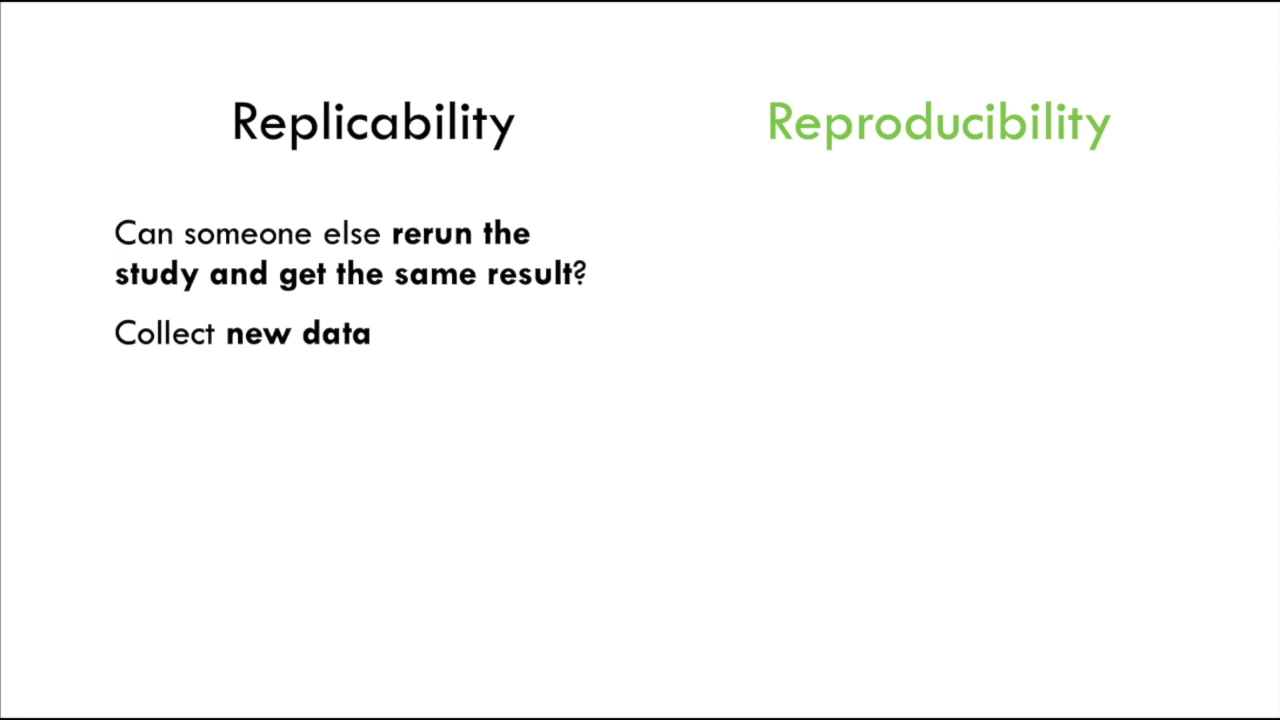 Replicability
Reproducibility
Can someone else rerun the
study and get the same result?
Collect new data